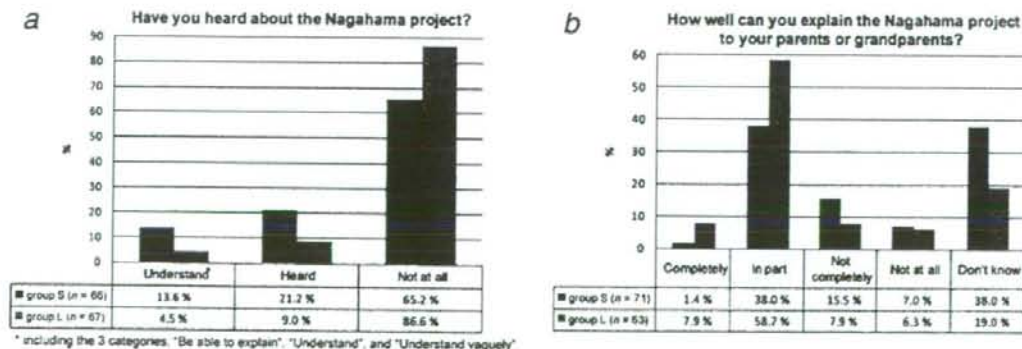 a
Have you heard about the Nagahama project?
90
80
70
60
50
40
30
20
10
0
%
Understand*
Heard
Not at all
group S (n = 66)
13.6 %
21.2 %
65.2 %
group L (n = 67)
4.5 %
9.0 %
86.6 %
* including the 3 categories, "Be able to explain", "Understand", and "Understand vaguely"
b
How well can you explain the Nagahama project
to your parents or grandparents?
60
50
40
30
20
10
0
%
Completely
In part
Not
completely
Not at all
Don't know
group S (n = 71)
1.4 %
38.0 %
15.5 %
7.0 %
38.0 %
group L (n = 63)
7.9 %
58.7 %
7.9 %
6.3 %
19.0 %